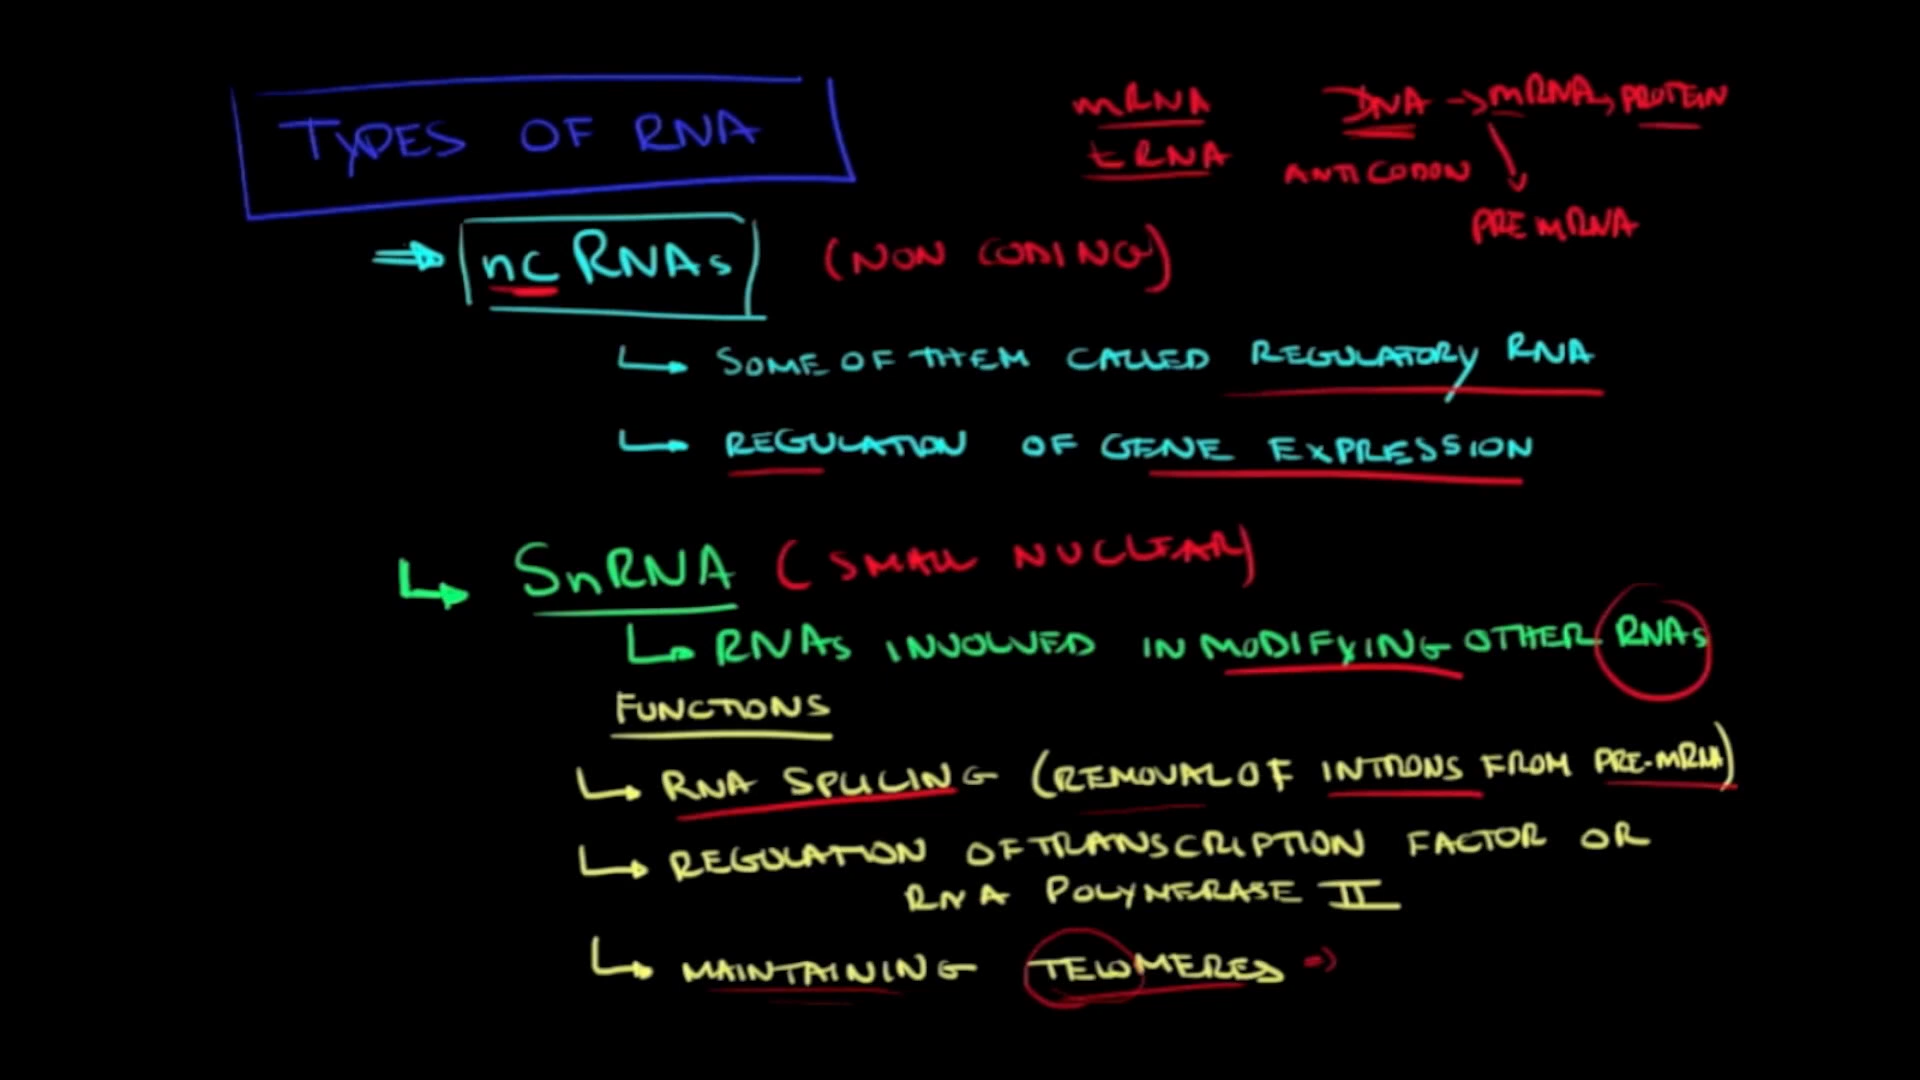 TYPES OF RNA
mRNA DNA → mRNA → PROTEIN
tRNA ANTICODON
PRE MRNA
ncRNAs (NON CODING)
SOME OF THEM CALLED REGULATORY RNA
REGULATION OF GENE EXPRESSION
SnRNA (SMALL NUCLEAR)
RNAs INVOLVED IN MODIFYING OTHER RNAs
FUNCTIONS
RNA SPLICING (REMOVAL OF INTRONS FROM PRE-MRNA)
REGULATION OF TRANSCRIPTION FACTOR OR
RNA POLYMERASE II
MAINTAINING TELOMERES →